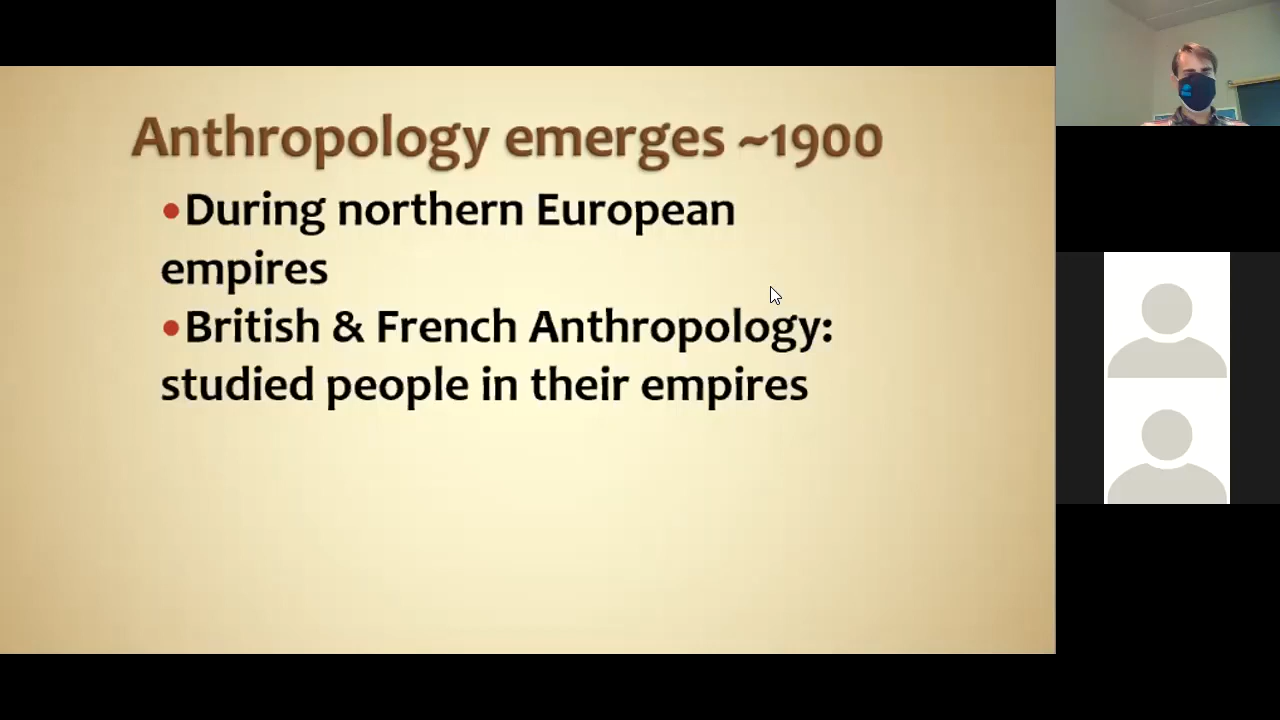 Anthropology emerges ~1900
•During northern European
empires
•British & French Anthropology:
studied people in their empires